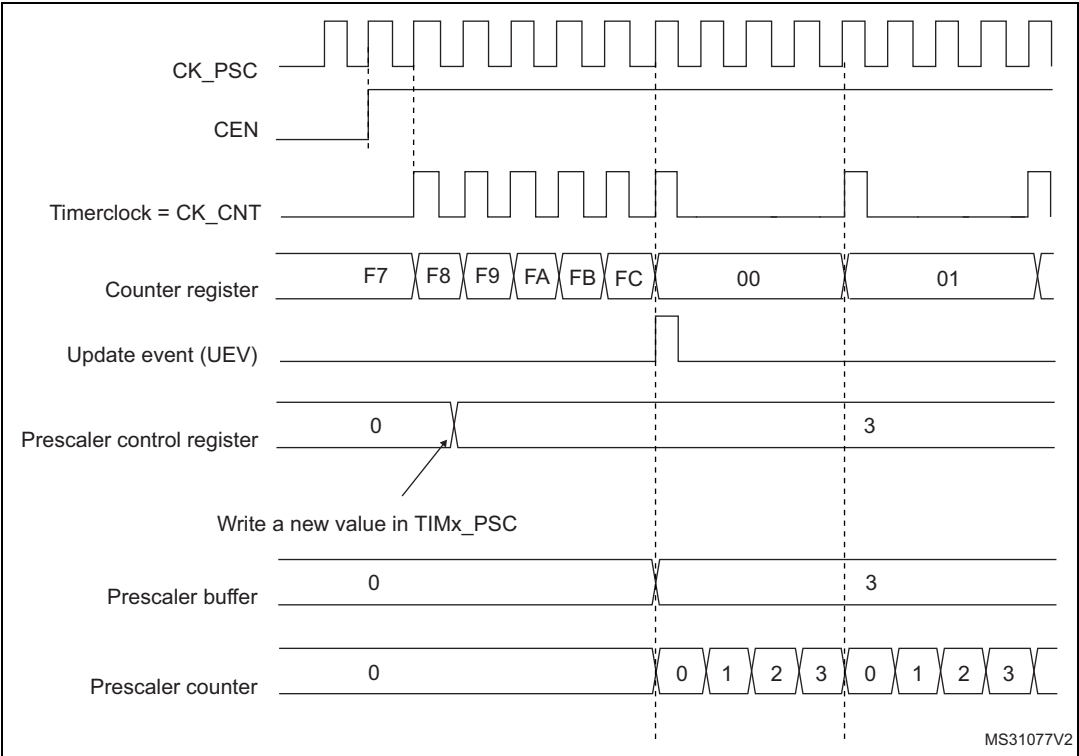 CK_PSC
CEN
Timerclock = CK_CNT
Counter register F7 F8 F9 FA FB FC 00 01
Update event (UEV)
Prescaler control register 0 3
Write a new value in TIMx_PSC
Prescaler buffer 0 3
Prescaler counter 0 0 1 2 3 0 1 2 3
MS31077V2